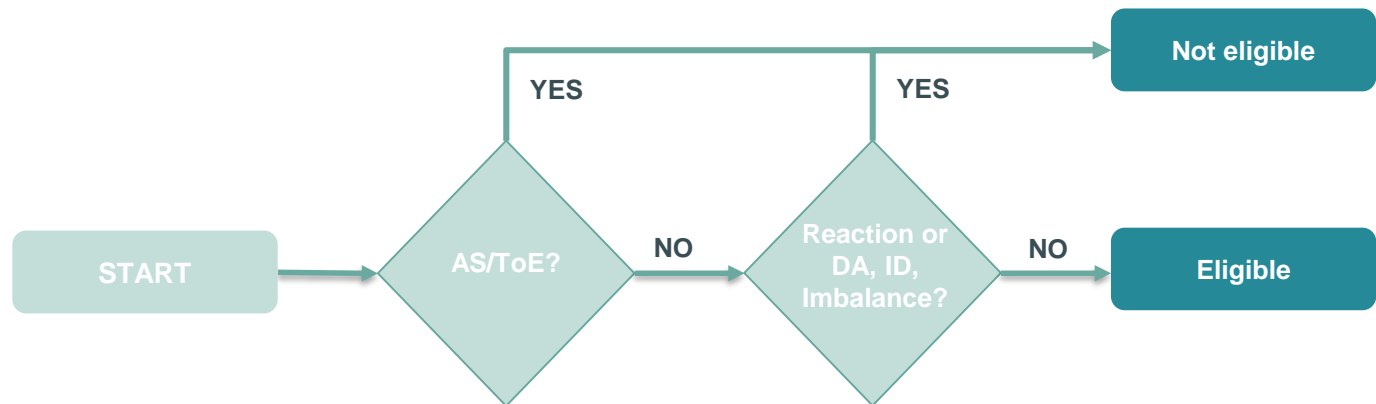 Not eligible
YES
YES
START
AS/ToE?
NO
Reaction or
DA, ID,
Imbalance?
NO
Eligible